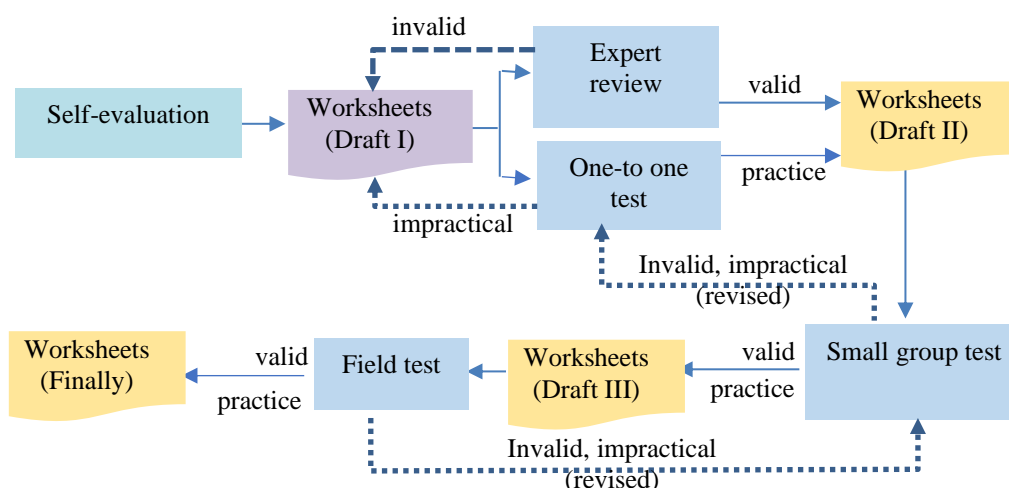 invalid
Expert
review
Self-evaluation
Worksheets
(Draft I)
valid
Worksheets
(Draft II)
One-to one
test
practice
impractical
Invalid, impractical
(revised)
Small group test
valid
practice
Worksheets
(Draft III)
Field test
valid
practice
Worksheets
(Finally)
Invalid, impractical
(revised)